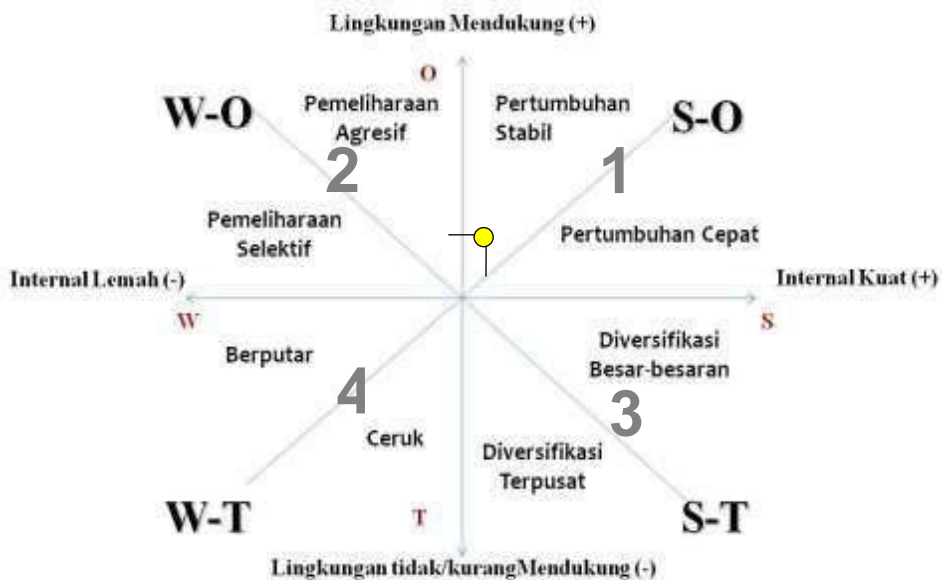 Lingkungan Mendukung (+)
O
W-O
Pemeliharaan
Agresif
Pertumbuhan
Stabil
S-O
2
1
Pemeliharaan
Selektif
Pertumbuhan Cepat
Internal Lemah (-)
Internal Kuat (+)
W
S
Berputar
Diversifikasi
Besar-besaran
4
3
Ceruk
Diversifikasi
Terpusat
W-T
T
S-T
Lingkungan tidak/kurangMendukung (-)